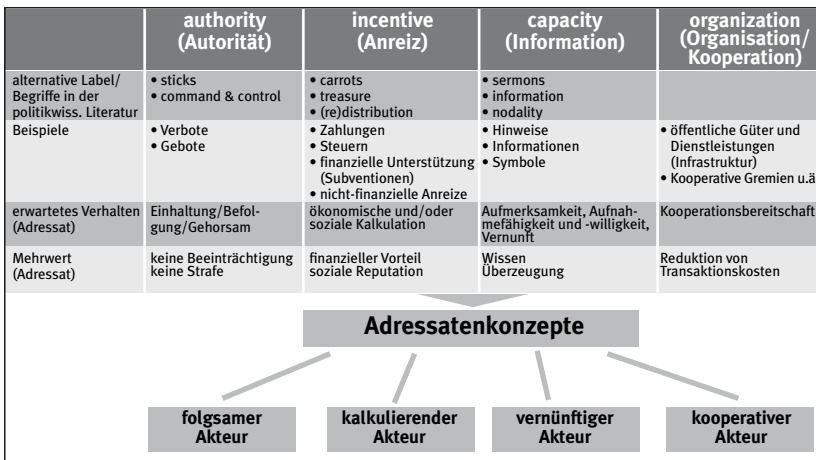 authority
(Autorität)
incentive
(Anreiz)
capacity
(Information)
organization
(Organisation/
Kooperation)
alternative Label/
Begriffe in der
politikwiss. Literatur
• sticks
• command & control
• carrots
• treasure
• (re)distribution
• sermons
• information
• nodality
Beispiele
• Verbote
• Gebote
• Zahlungen
• Steuern
• finanzielle Unterstützung
(Subventionen)
• nicht-finanzielle Anreize
• Hinweise
• Informationen
• Symbole
• öffentliche Güter und
Dienstleistungen
(Infrastruktur)
• Kooperative Gremien u.ä
erwartetes Verhalten
(Adressat)
Einhaltung/Befol-
gung/Gehorsam
ökonomische und/oder
soziale Kalkulation
Aufmerksamkeit, Aufnah-
mefähigkeit und -willigkeit,
Vernunft
Kooperationsbereitschaft
Mehrwert
(Adressat)
keine Beeinträchtigung
keine Strafe
finanzieller Vorteil
soziale Reputation
Wissen
Überzeugung
Reduktion von
Transaktionskosten
Adressatenkonzepte
folgsamer
Akteur
kalkulierender
Akteur
vernünftiger
Akteur
kooperativer
Akteur